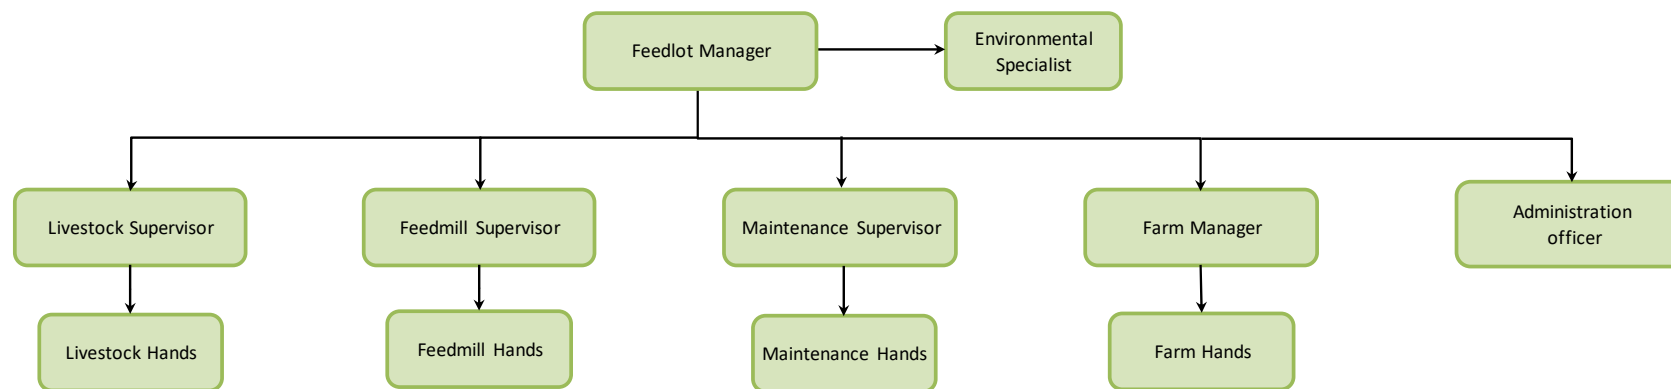 Feedlot Manager
Environmental
Specialist
Livestock Supervisor
Feedmill Supervisor
Maintenance Supervisor
Farm Manager
Administration
officer
Livestock Hands
Feedmill Hands
Maintenance Hands
Farm Hands